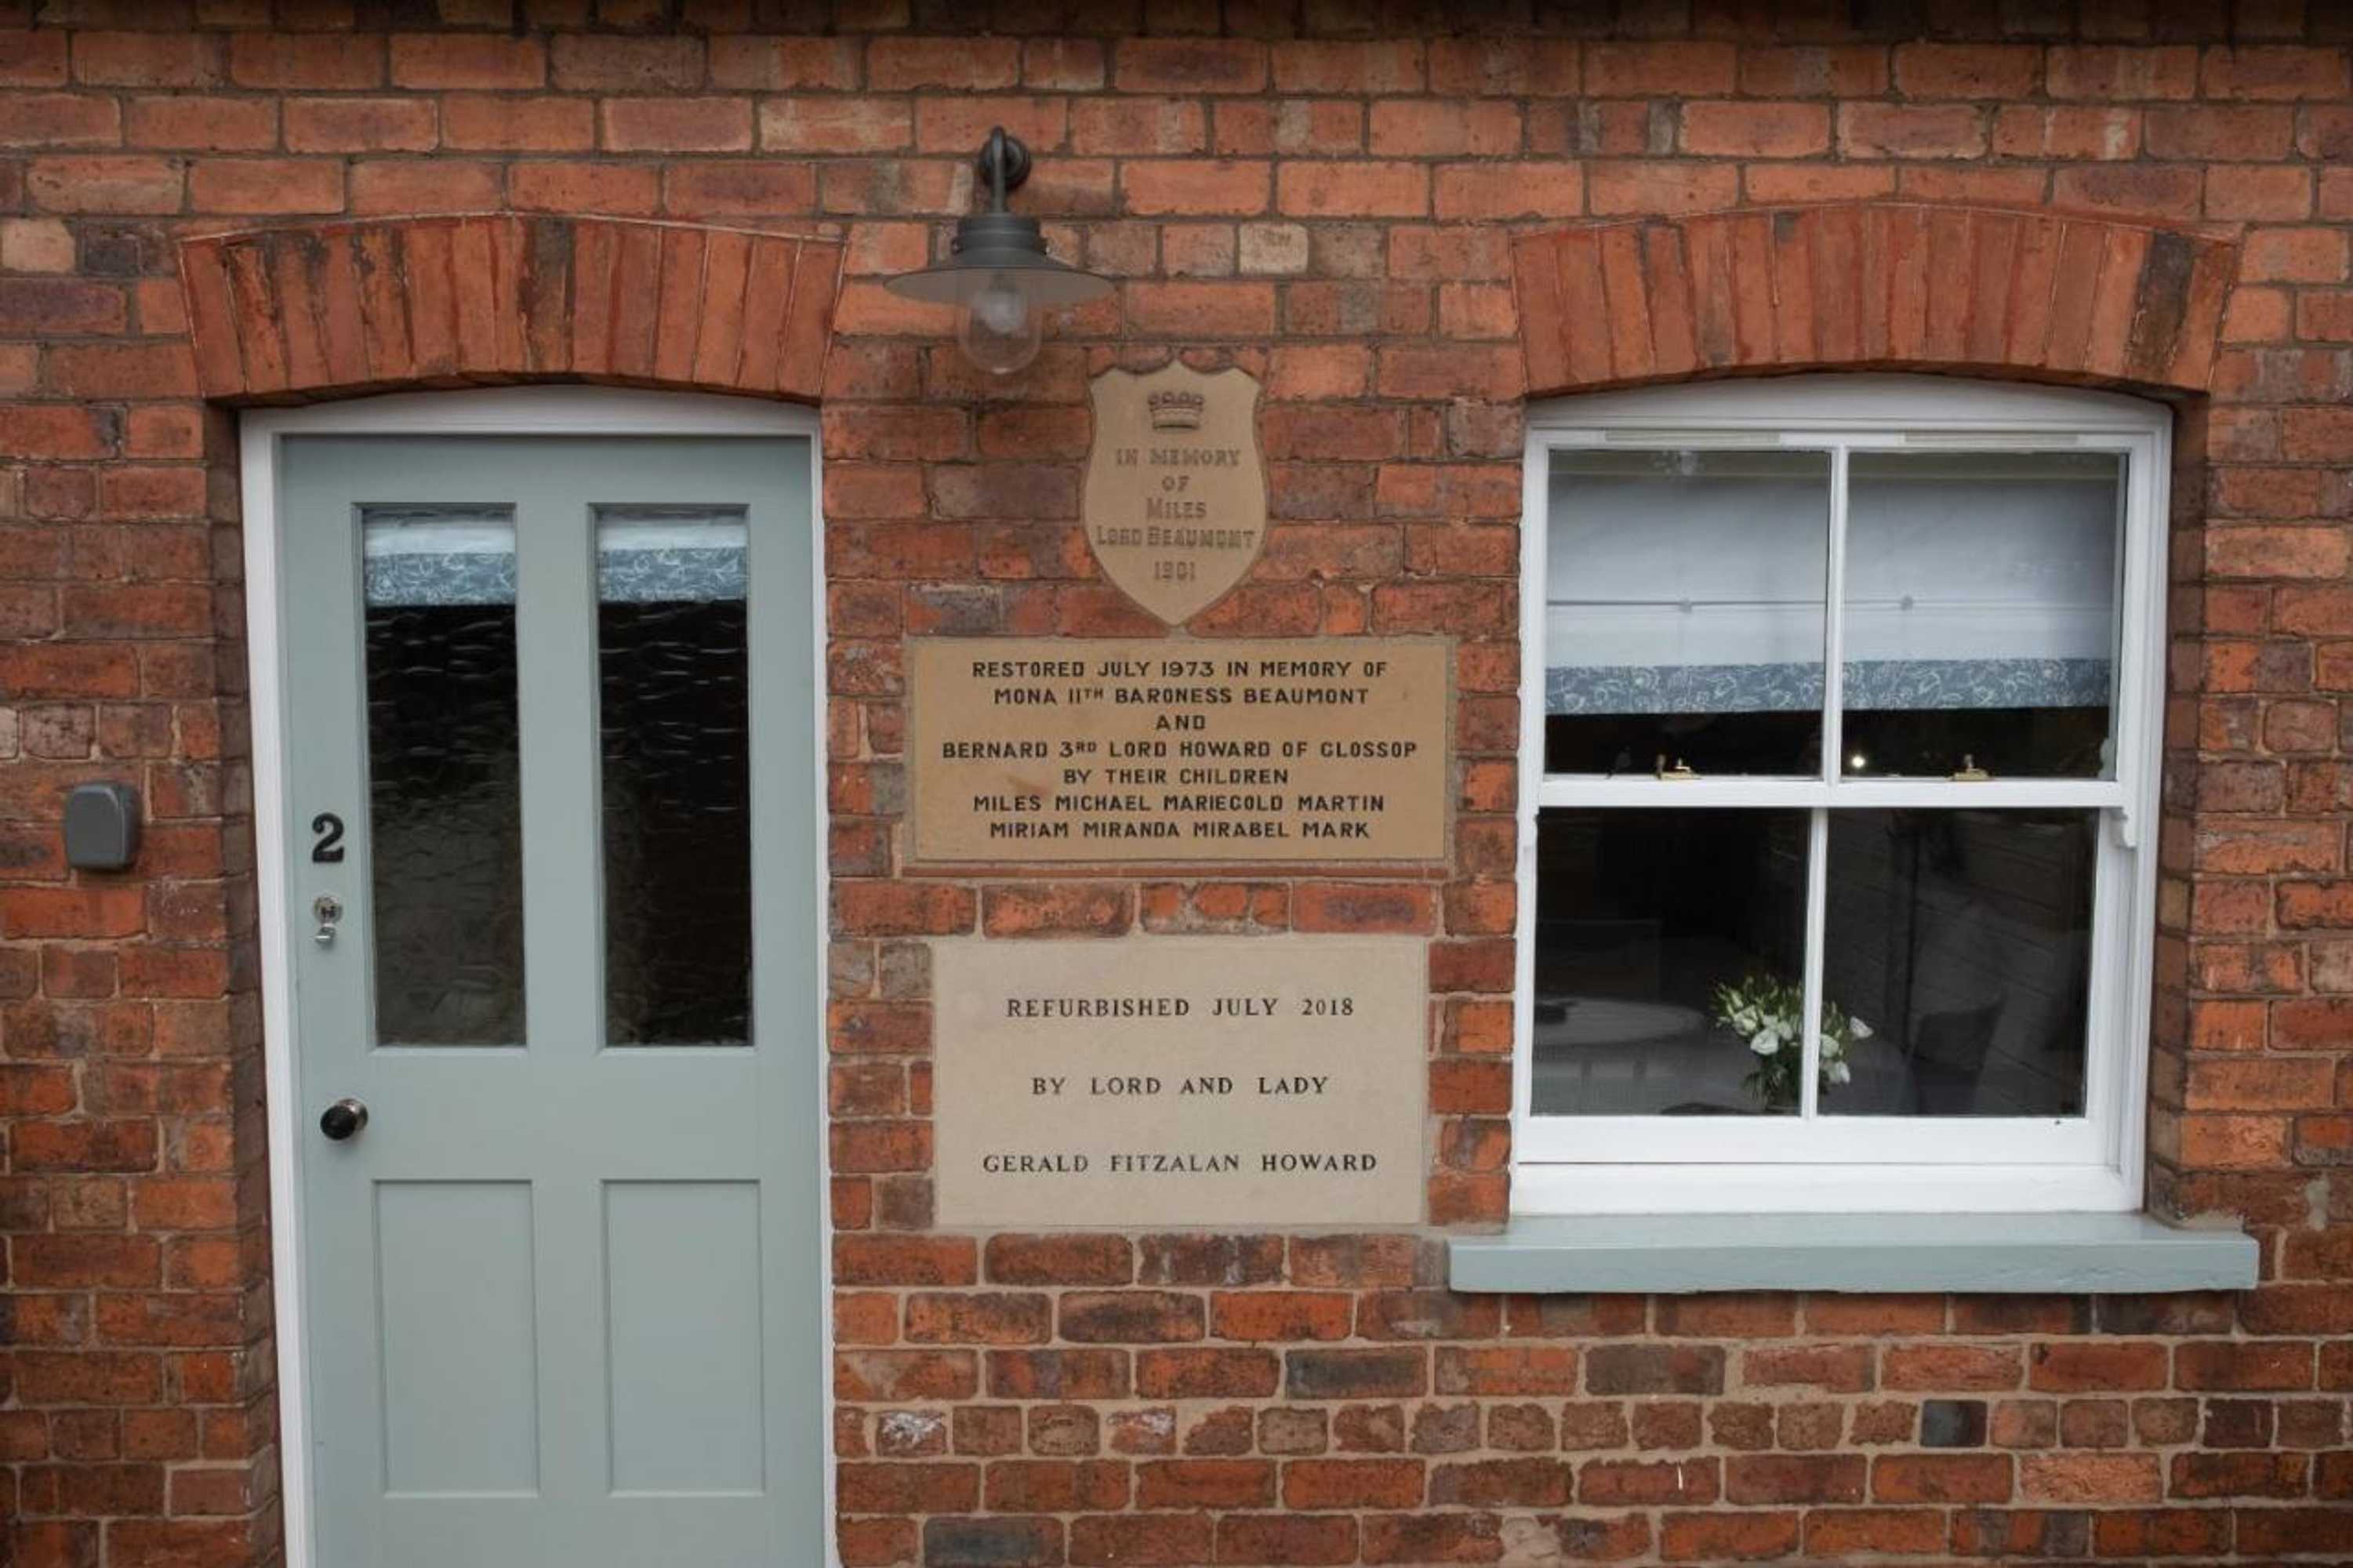 2
IN MEMORY
OF
MILES
LORD BEAUMONT
1901
RESTORED JULY 1973 IN MEMORY OF
MONA 11TH BARONESS BEAUMONT
AND
BERNARD 3RD LORD HOWARD OF GLOSSOP
BY THEIR CHILDREN
MILES MICHAEL MARIEGOLD MARTIN
MIRIAM MIRANDA MIRABEL MARK
REFURBISHED JULY 2018
BY LORD AND LADY
GERALD FITZALAN HOWARD